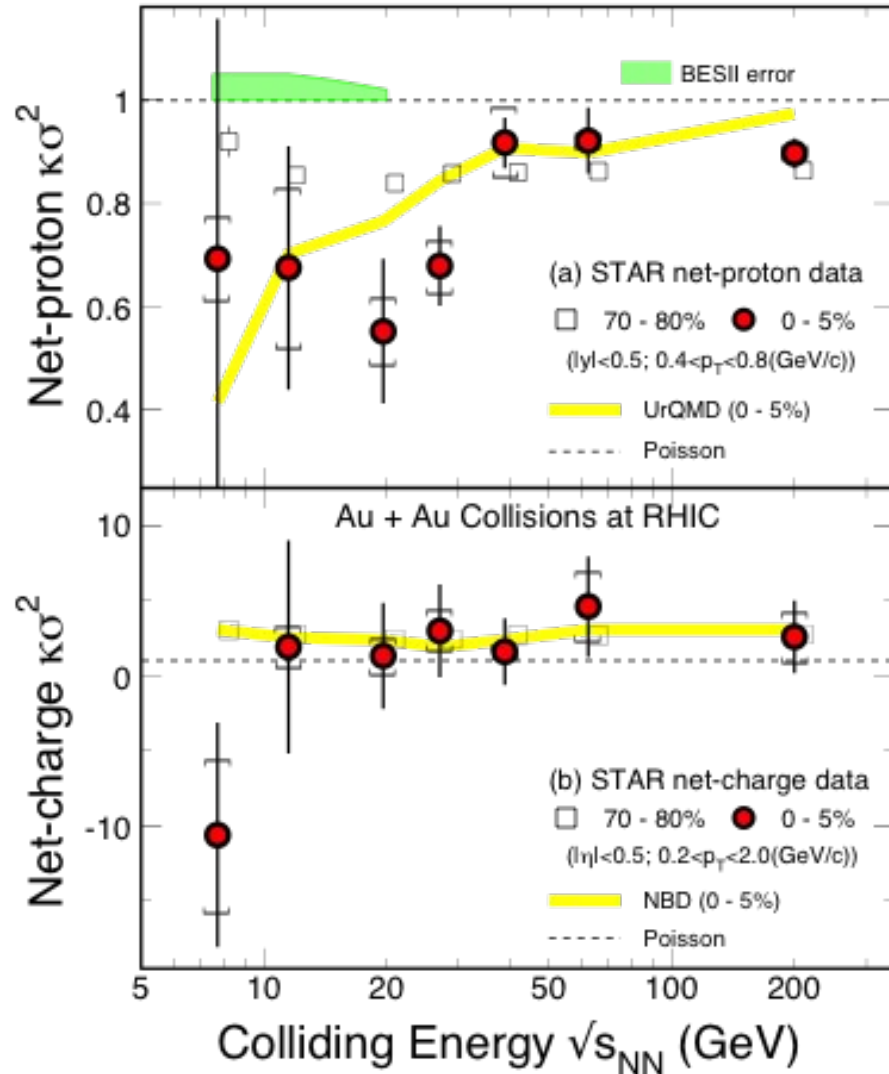 Net-proton κσ²
1
0.8
0.6
0.4
BESII error
(a) STAR net-proton data
70 - 80% 0 - 5%
(|y|<0.5; 0.4<p_T<0.8(GeV/c))
UrQMD (0 - 5%)
Poisson
Net-charge κσ²
10
0
-10
Au + Au Collisions at RHIC
(b) STAR net-charge data
70 - 80% 0 - 5%
(|η|<0.5; 0.2<p_T<2.0(GeV/c))
NBD (0 - 5%)
Poisson
5 10 20 50 100 200
Colliding Energy √s_NN (GeV)